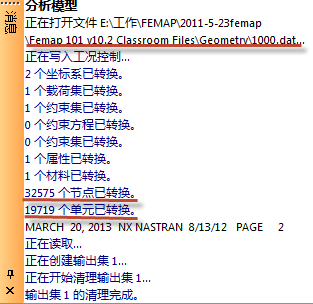 分析模型
正在打开文件 E:\工作\FEMAP\2011-5-23femap
\Femap 101 v10.2 Classroom Files\Geometry\1000.dat...
正在写入工况控制...
2 个坐标系已转换。
1 个载荷集已转换。
1 个约束集已转换。
0 个约束方程已转换。
0 个约束集已转换。
1 个属性已转换。
1 个材料已转换。
32575 个节点已转换。
19719 个单元已转换。
MARCH 20, 2013 NX NASTRAN 8/13/12 PAGE 2
正在读取...
正在创建输出集 1...
正在开始清理输出集 1...
输出集 1 的清理完成。
消息